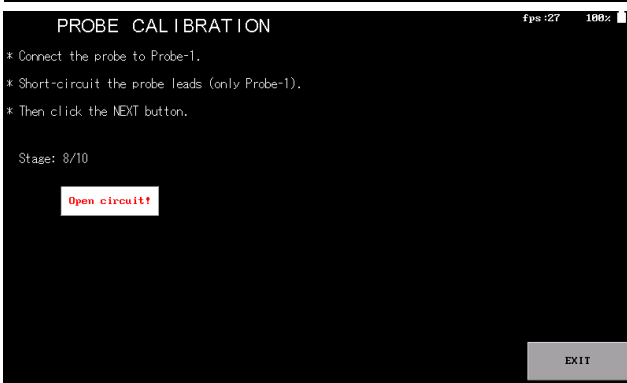 PROBE CALIBRATION
fps:27 100%
* Connect the probe to Probe-1.
* Short-circuit the probe leads (only Probe-1).
* Then click the NEXT button.
Stage: 8/10
Open circuit!
EXIT